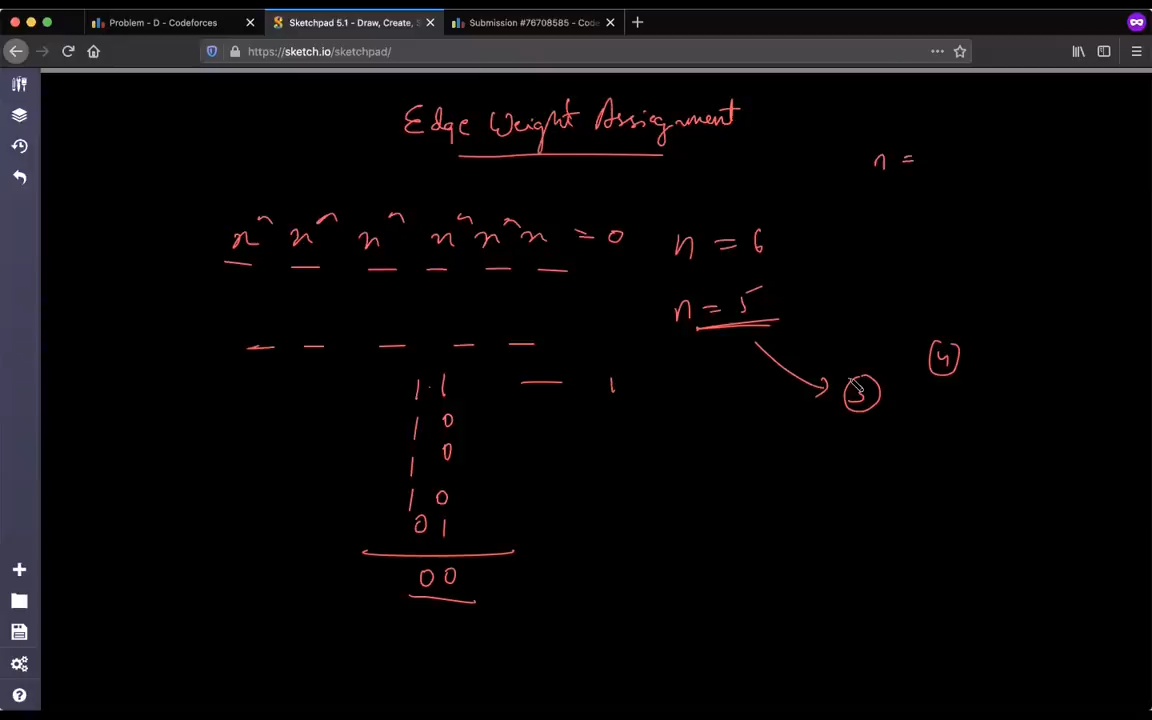 Problem - D - Codeforces
Sketchpad 5.1 - Draw, Create, S
Submission #76708585 - Code
https://sketch.io/sketchpad/
Edge Weight Assignment
n =
x ^ x ^ x ^ x ^ x ^ x = 0
n = 6
n = 5
4
1 . 1
1
3
1 0
1 0
1 0
0 1
0 0